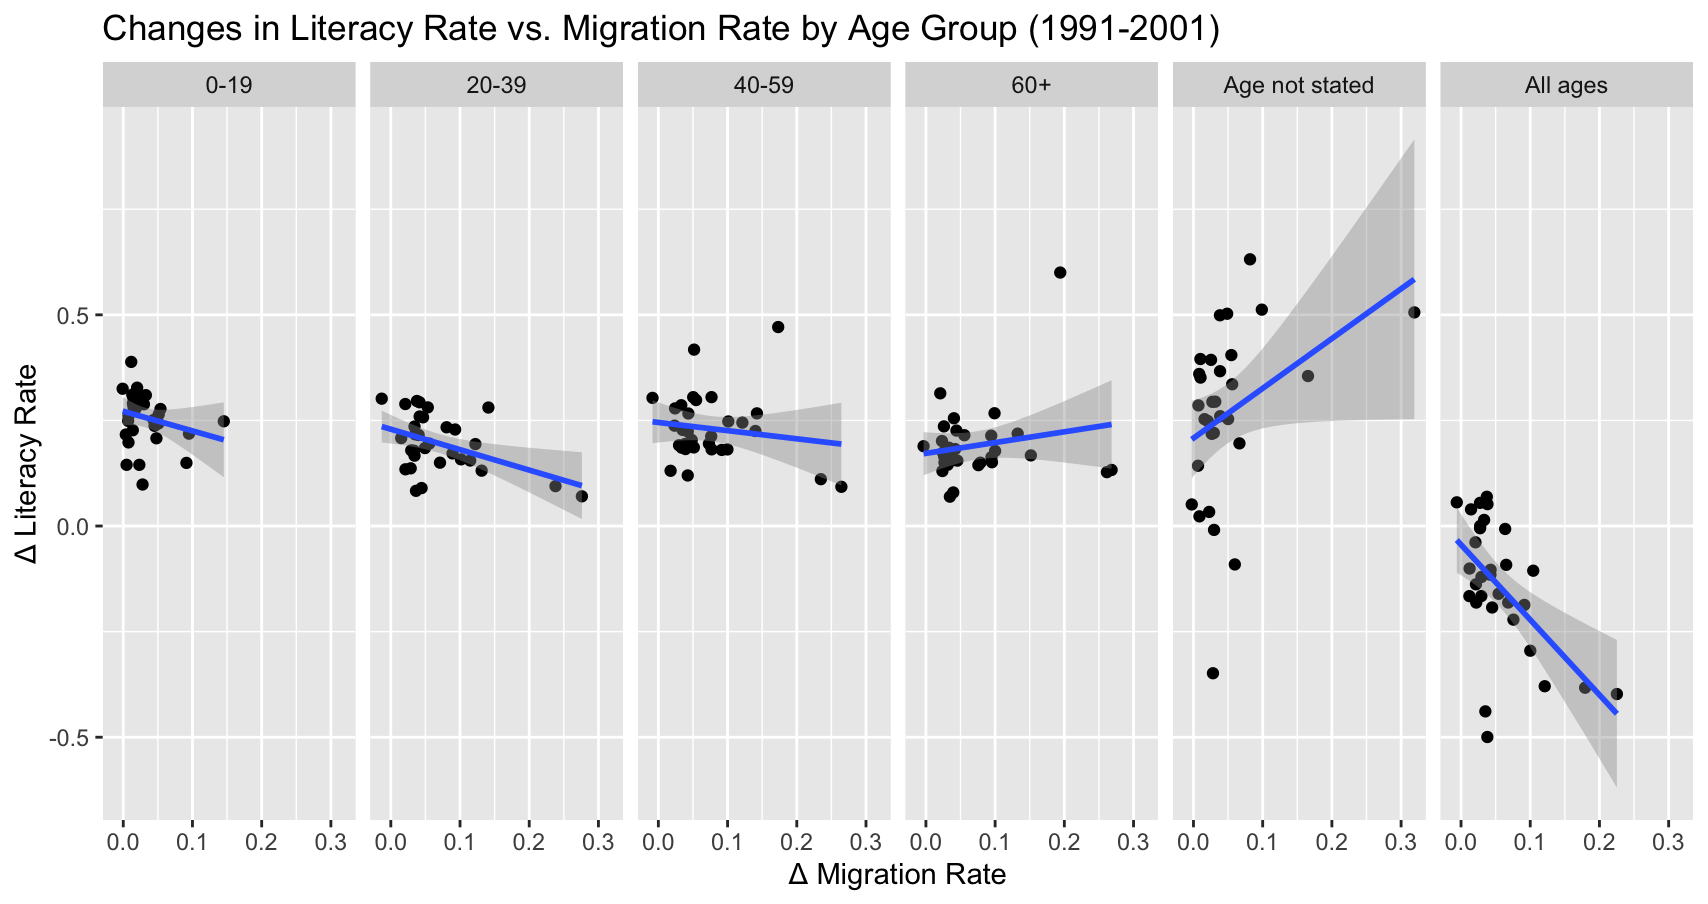 Changes in Literacy Rate vs. Migration Rate by Age Group (1991-2001)
0-19 20-39 40-59 60+ Age not stated All ages
0.5
0.0
-0.5
Δ Literacy Rate
0.0 0.1 0.2 0.3 0.0 0.1 0.2 0.3 0.0 0.1 0.2 0.3 0.0 0.1 0.2 0.3 0.0 0.1 0.2 0.3 0.0 0.1 0.2 0.3
Δ Migration Rate